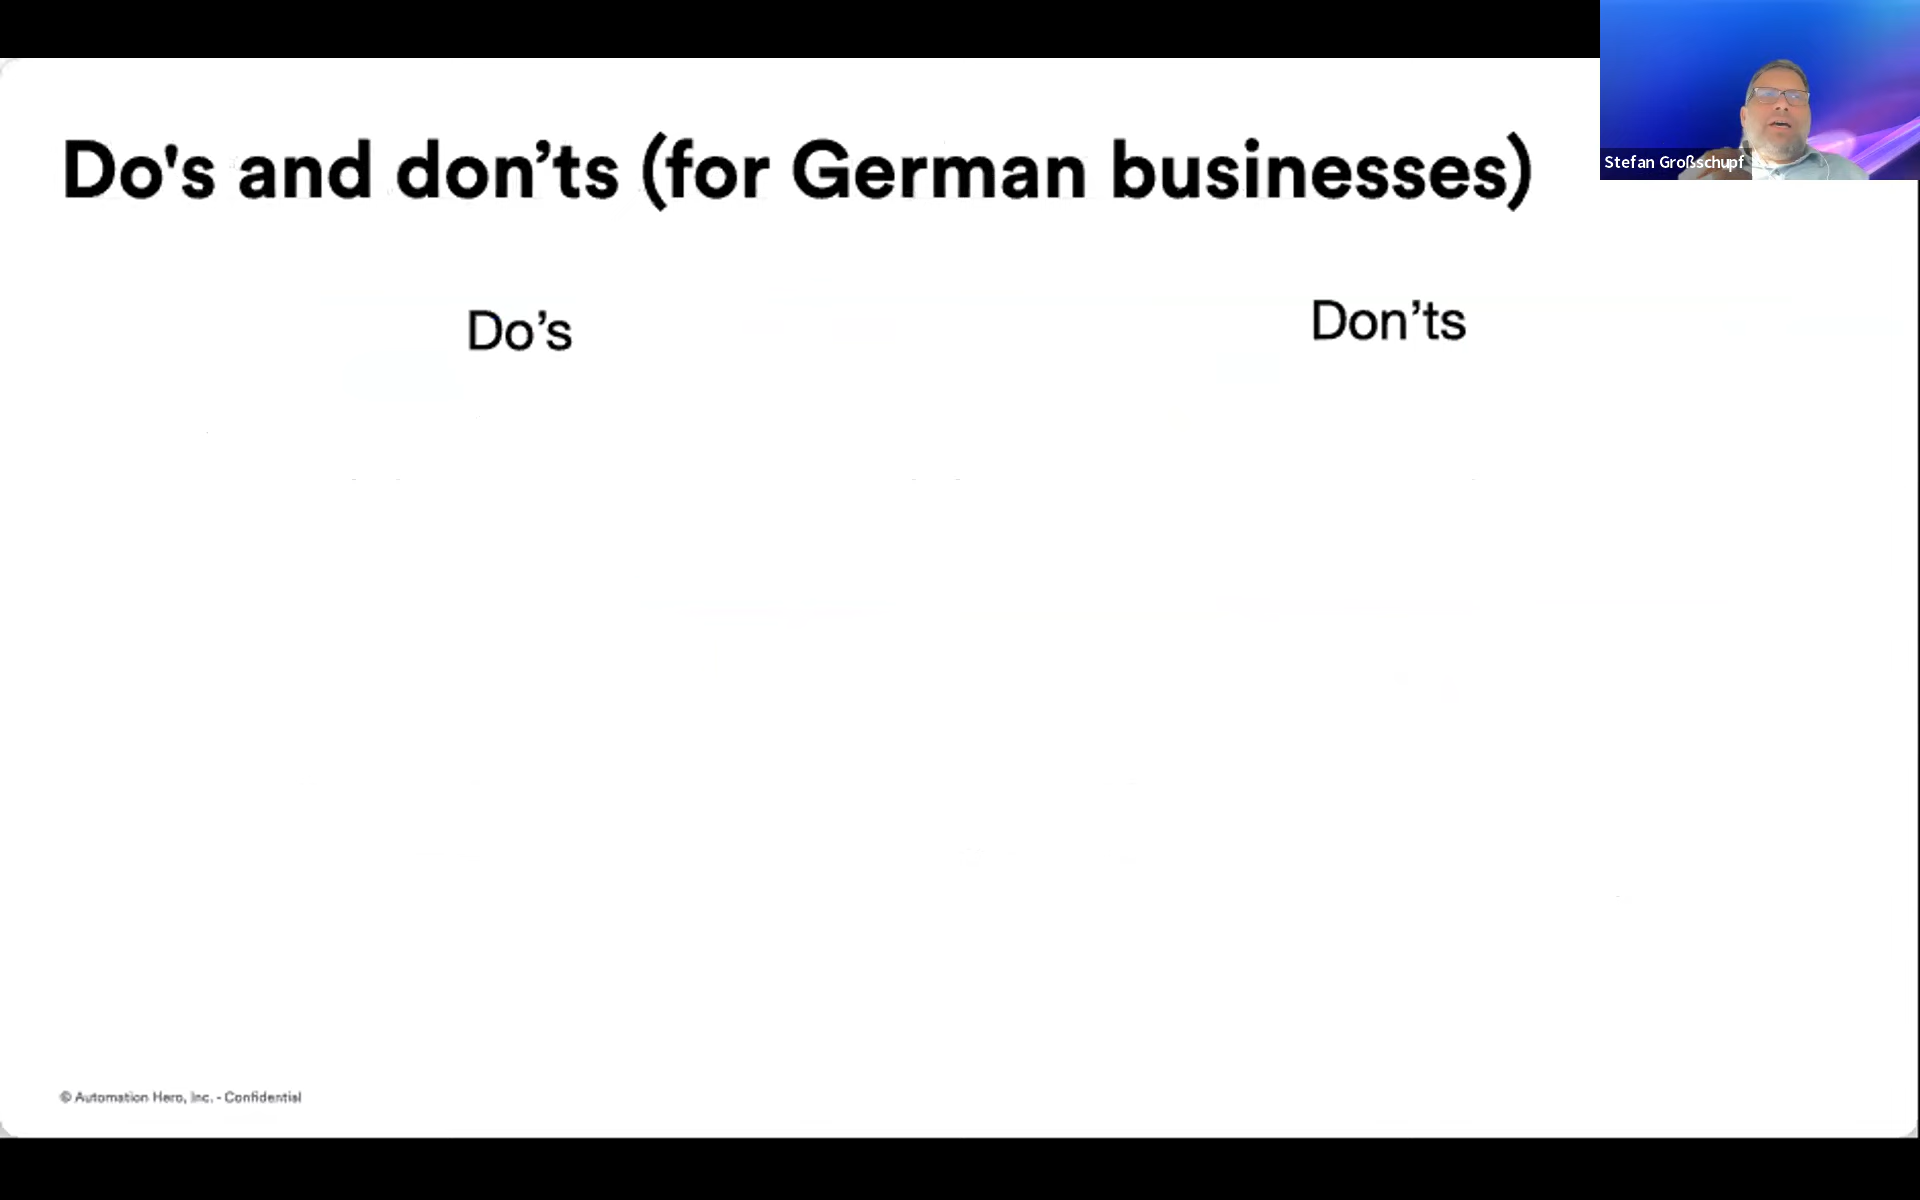 Do's and don’ts (for German businesses)
Stefan Großschupf
Do’s
Don’ts
© Automation Hero, Inc. - Confidential